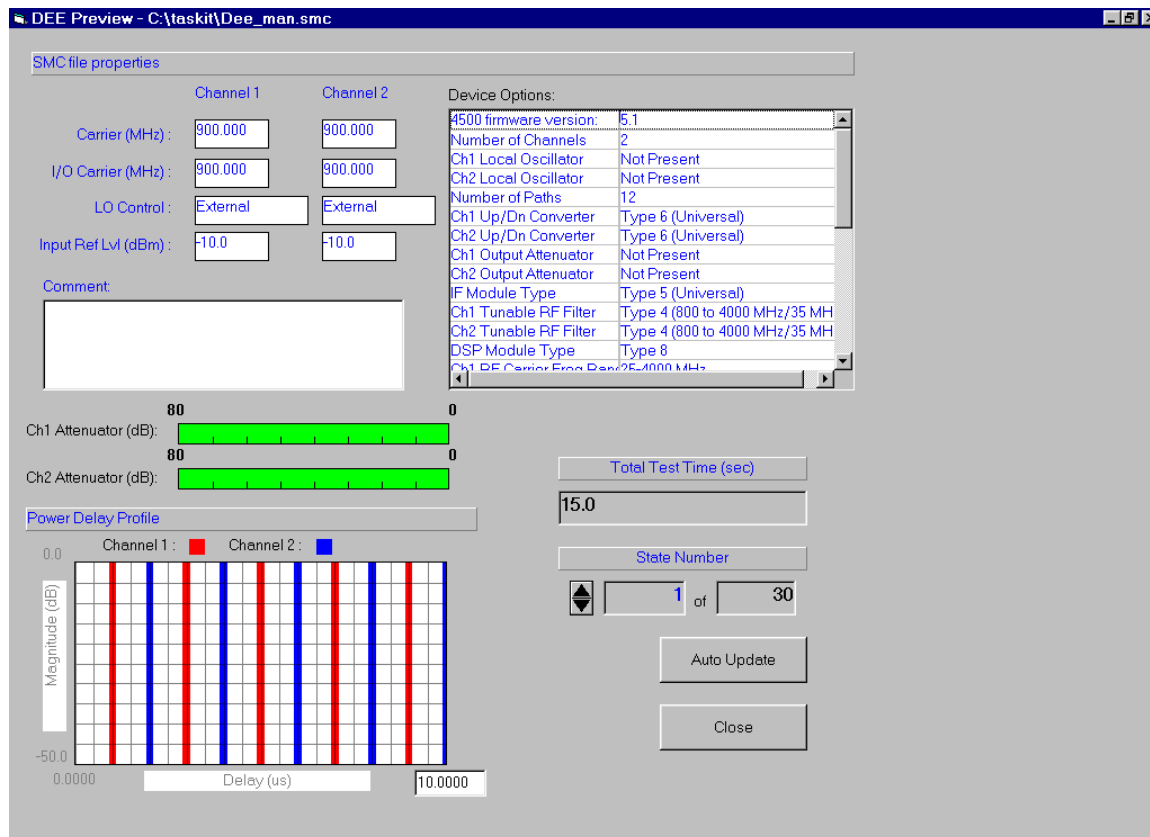 DEE Preview - C:\taskit\Dee_man.smc
SMC file properties
Channel 1 Channel 2
Carrier (MHz) : 900.000 900.000
I/O Carrier (MHz) : 900.000 900.000
LO Control : External External
Input Ref Lvl (dBm) : -10.0 -10.0
Comment:
Device Options:
4500 firmware version: 5.1
Number of Channels 2
Ch1 Local Oscillator Not Present
Ch2 Local Oscillator Not Present
Number of Paths 12
Ch1 Up/Dn Converter Type 6 (Universal)
Ch2 Up/Dn Converter Type 6 (Universal)
Ch1 Output Attenuator Not Present
Ch2 Output Attenuator Not Present
IF Module Type Type 5 (Universal)
Ch1 Tunable RF Filter Type 4 (800 to 4000 MHz/35 MH
Ch2 Tunable RF Filter Type 4 (800 to 4000 MHz/35 MH
DSP Module Type Type 8
Ch1 RF Carrier Freq Ran 25-4000 MHz
80 0
Ch1 Attenuator (dB):
80 0
Ch2 Attenuator (dB):
Total Test Time (sec)
15.0
Power Delay Profile
Channel 1 : Channel 2 :
0.0
Magnitude (dB)
-50.0
0.0000 Delay (us) 10.0000
State Number
1 of 30
Auto Update
Close